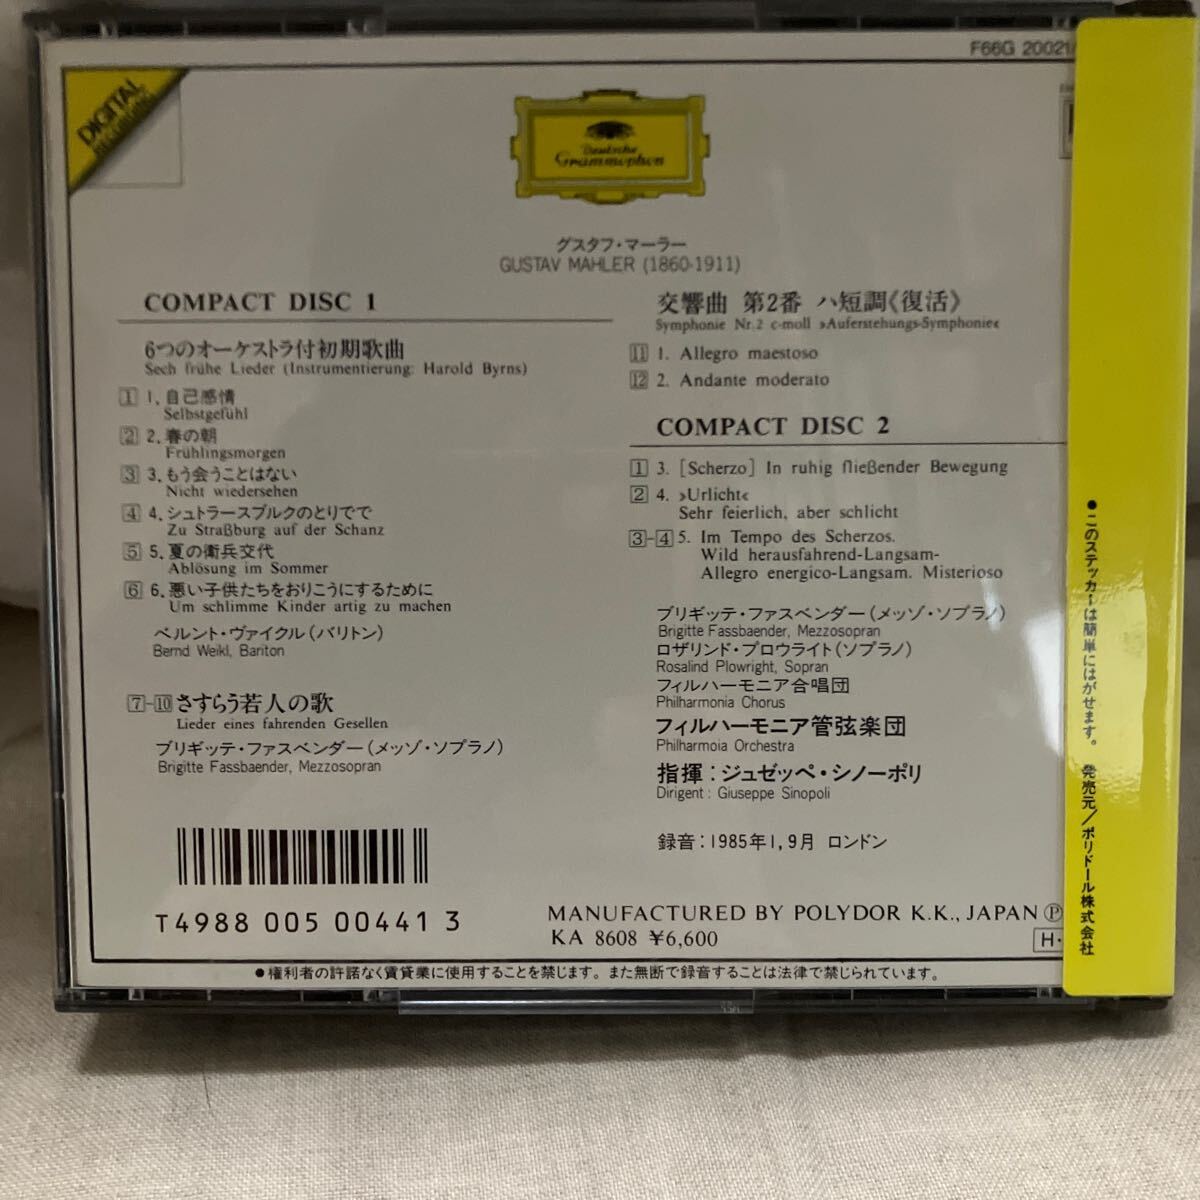 F66G 20021/
DIGITAL
RECORDING
Deutsche
Grammophon
グスタフ・マーラー
GUSTAV MAHLER (1860-1911)
COMPACT DISC 1
6つのオーケストラ付初期歌曲
Sech frühe Lieder (Instrumentierung: Harold Byrns)
1 1. 自己感情
Selbstgefühl
2 2. 春の朝
Frühlingsmorgen
3 3. もう会うことはない
Nicht wiedersehen
4 4. シュトラースブルクのとりでで
Zu Straßburg auf der Schanz
5 5. 夏の衛兵交代
Ablösung im Sommer
6 6. 悪い子供たちをおりこうにするために
Um schlimme Kinder artig zu machen
ベルント・ヴァイクル(バリトン)
Bernd Weikl, Bariton
7-10 さすらう若人の歌
Lieder eines fahrenden Gesellen
ブリギッテ・ファスベンダー(メッゾ・ソプラノ)
Brigitte Fassbaender, Mezzosopran
交響曲 第2番 ハ短調《復活》
Symphonie Nr.2 c-moll »Auferstehungs-Symphonie«
11 1. Allegro maestoso
12 2. Andante moderato
COMPACT DISC 2
1 3. [Scherzo] In ruhig fließender Bewegung
2 4. »Urlicht«
Sehr feierlich, aber schlicht
3-4 5. Im Tempo des Scherzos.
Wild herausfahrend-Langsam-
Allegro energico-Langsam. Misterioso
ブリギッテ・ファスベンダー(メッゾ・ソプラノ)
Brigitte Fassbaender, Mezzosopran
ロザリンド・プロウライト(ソプラノ)
Rosalind Plowright, Sopran
フィルハーモニア合唱団
Philharmonia Chorus
フィルハーモニア管弦楽団
Philharmoia Orchestra
指揮:ジュゼッペ・シノーポリ
Dirigent: Giuseppe Sinopoli
録音:1985年1,9月 ロンドン
T4988 005 00441 3
MANUFACTURED BY POLYDOR K.K., JAPAN Ⓟ
KA 8608 ¥6,600
H・
●権利者の許諾なく賃貸業に使用することを禁じます。また無断で録音することは法律で禁じられています。
●このステッカーは簡単にはがせます。 発売元/ポリドール株式会社